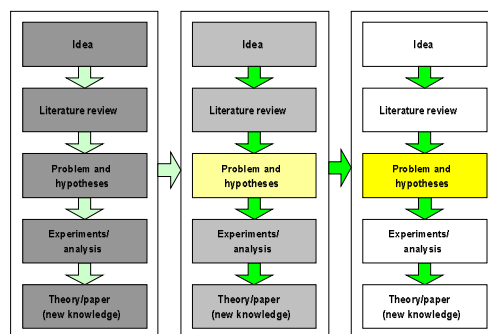 Idea
Literature review
Problem and
hypotheses
Experiments/
analysis
Theory/paper
(new knowledge)
Idea
Literature review
Problem and
hypotheses
Experiments/
analysis
Theory/paper
(new knowledge)
Idea
Literature review
Problem and
hypotheses
Experiments/
analysis
Theory/paper
(new knowledge)